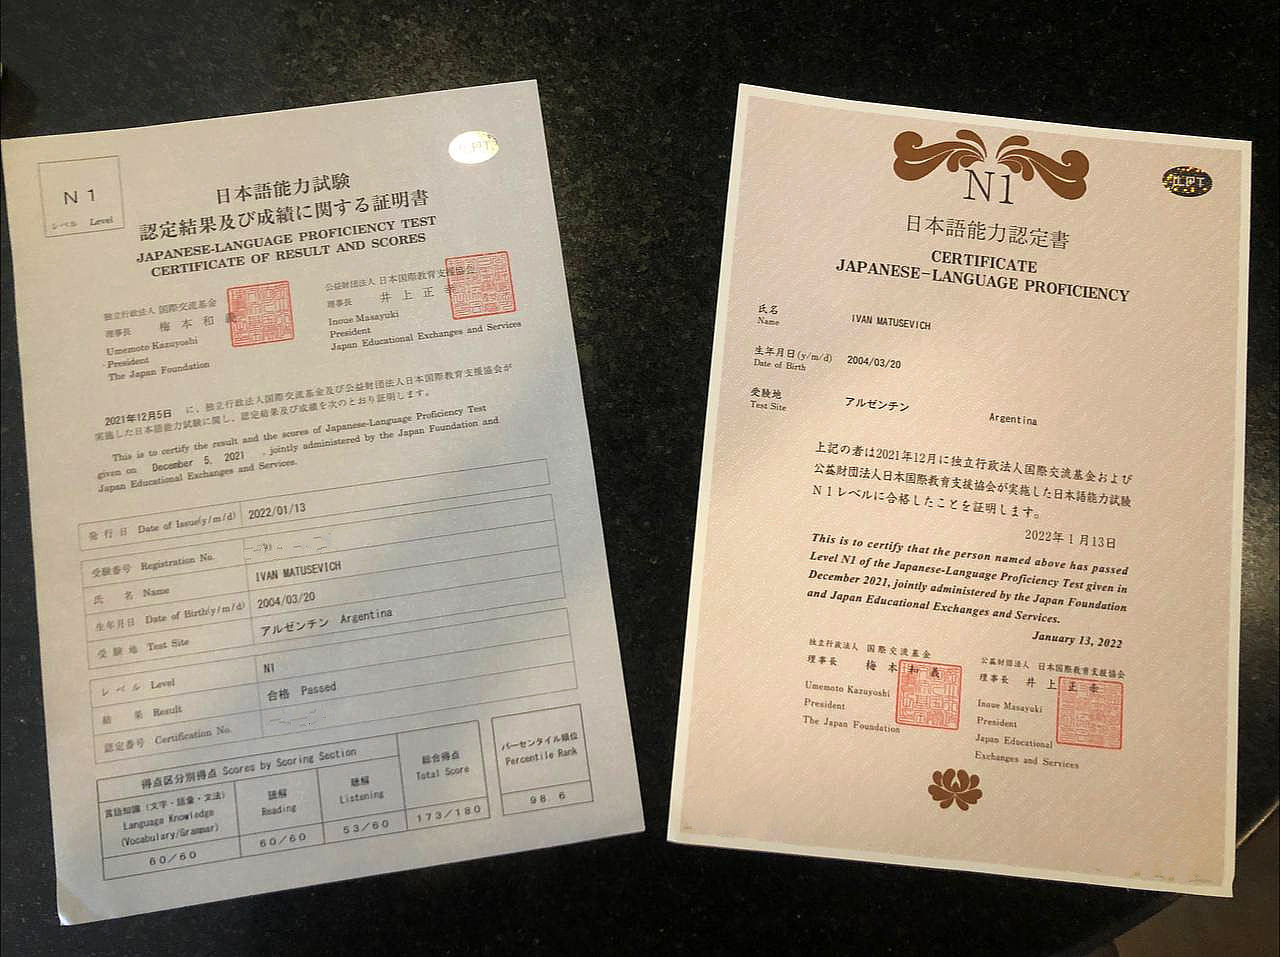 N1
レベル Level
日本語能力試験
認定結果及び成績に関する証明書
JAPANESE-LANGUAGE PROFICIENCY TEST
CERTIFICATE OF RESULT AND SCORES
独立行政法人 国際交流基金
理事長 梅本和義
Umemoto Kazuyoshi
President
The Japan Foundation
公益財団法人 日本国際教育支援協会
理事長 井上正幸
Inoue Masayuki
President
Japan Educational Exchanges and Services
2021年12月5日 に、独立行政法人国際交流基金及び公益財団法人日本国際教育支援協会が
実施した日本語能力試験に関し、認定結果及び成績を次のとおり証明します。
This is to certify the result and the scores of Japanese-Language Proficiency Test
given on December 5, 2021 , jointly administered by the Japan Foundation and
Japan Educational Exchanges and Services.
発行日 Date of Issue(y/m/d) 2022/01/13
受験番号 Registration No.
氏名 Name IVAN MATUSEVICH
生年月日 Date of Birth(y/m/d) 2004/03/20
受験地 Test Site アルゼンチン Argentina
レベル Level N1
結果 Result 合格 Passed
認定番号 Certification No.
得点区分別得点 Scores by Scoring Section
言語知識(文字・語彙・文法)
Language Knowledge
(Vocabulary/Grammar)
読解
Reading
聴解
Listening
総合得点
Total Score
パーセンタイル順位
Percentile Rank
60/60 60/60 53/60 173/180 98.6
N1
日本語能力認定書
CERTIFICATE
JAPANESE-LANGUAGE PROFICIENCY
氏名
Name IVAN MATUSEVICH
生年月日(y/m/d)
Date of Birth 2004/03/20
受験地
Test Site アルゼンチン Argentina
上記の者は2021年12月に独立行政法人国際交流基金および
公益財団法人日本国際教育支援協会が実施した日本語能力試験
N1レベルに合格したことを証明します。
2022年1月13日
This is to certify that the person named above has passed
Level N1 of the Japanese-Language Proficiency Test given in
December 2021, jointly administered by the Japan Foundation
and Japan Educational Exchanges and Services.
January 13, 2022
独立行政法人 国際交流基金
理事長 梅本和義
Umemoto Kazuyoshi
President
The Japan Foundation
公益財団法人 日本国際教育支援協会
理事長 井上正幸
Inoue Masayuki
President
Japan Educational
Exchanges and Services